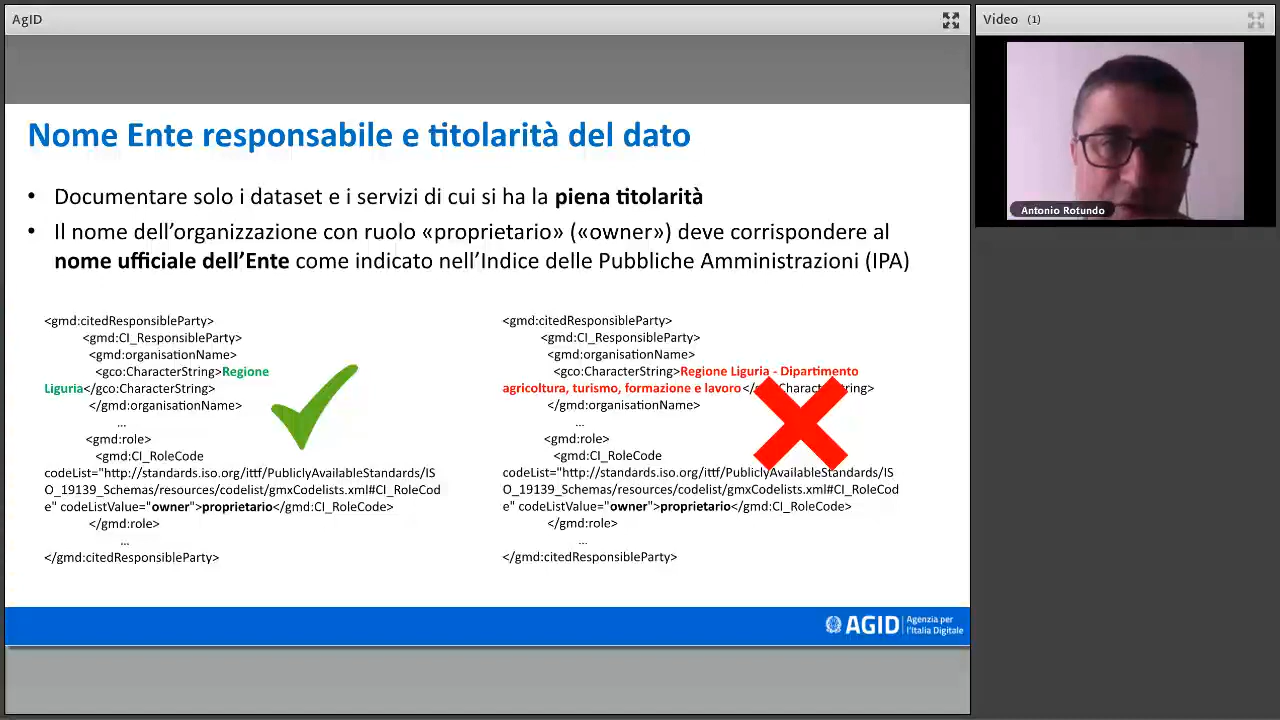 AgID
Video (1)
Antonio Rotundo
Nome Ente responsabile e titolarità del dato
• Documentare solo i dataset e i servizi di cui si ha la piena titolarità
• Il nome dell'organizzazione con ruolo «proprietario» («owner») deve corrispondere al
nome ufficiale dell'Ente come indicato nell'Indice delle Pubbliche Amministrazioni (IPA)
<gmd:citedResponsibleParty>
<gmd:CI_ResponsibleParty>
<gmd:organisationName>
<gco:CharacterString>Regione
Liguria</gco:CharacterString>
</gmd:organisationName>
...
<gmd:role>
<gmd:CI_RoleCode
codeList="http://standards.iso.org/ittf/PubliclyAvailableStandards/IS
O_19139_Schemas/resources/codelist/gmxCodelists.xml#CI_RoleCod
e" codeListValue="owner">proprietario</gmd:CI_RoleCode>
</gmd:role>
...
</gmd:citedResponsibleParty>
<gmd:citedResponsibleParty>
<gmd:CI_ResponsibleParty>
<gmd:organisationName>
<gco:CharacterString>Regione Liguria - Dipartimento
agricoltura, turismo, formazione e lavoro</gco:CharacterString>
</gmd:organisationName>
...
<gmd:role>
<gmd:CI_RoleCode
codeList="http://standards.iso.org/ittf/PubliclyAvailableStandards/IS
O_19139_Schemas/resources/codelist/gmxCodelists.xml#CI_RoleCod
e" codeListValue="owner">proprietario</gmd:CI_RoleCode>
</gmd:role>
...
</gmd:citedResponsibleParty>
AGID Agenzia per
l'Italia Digitale